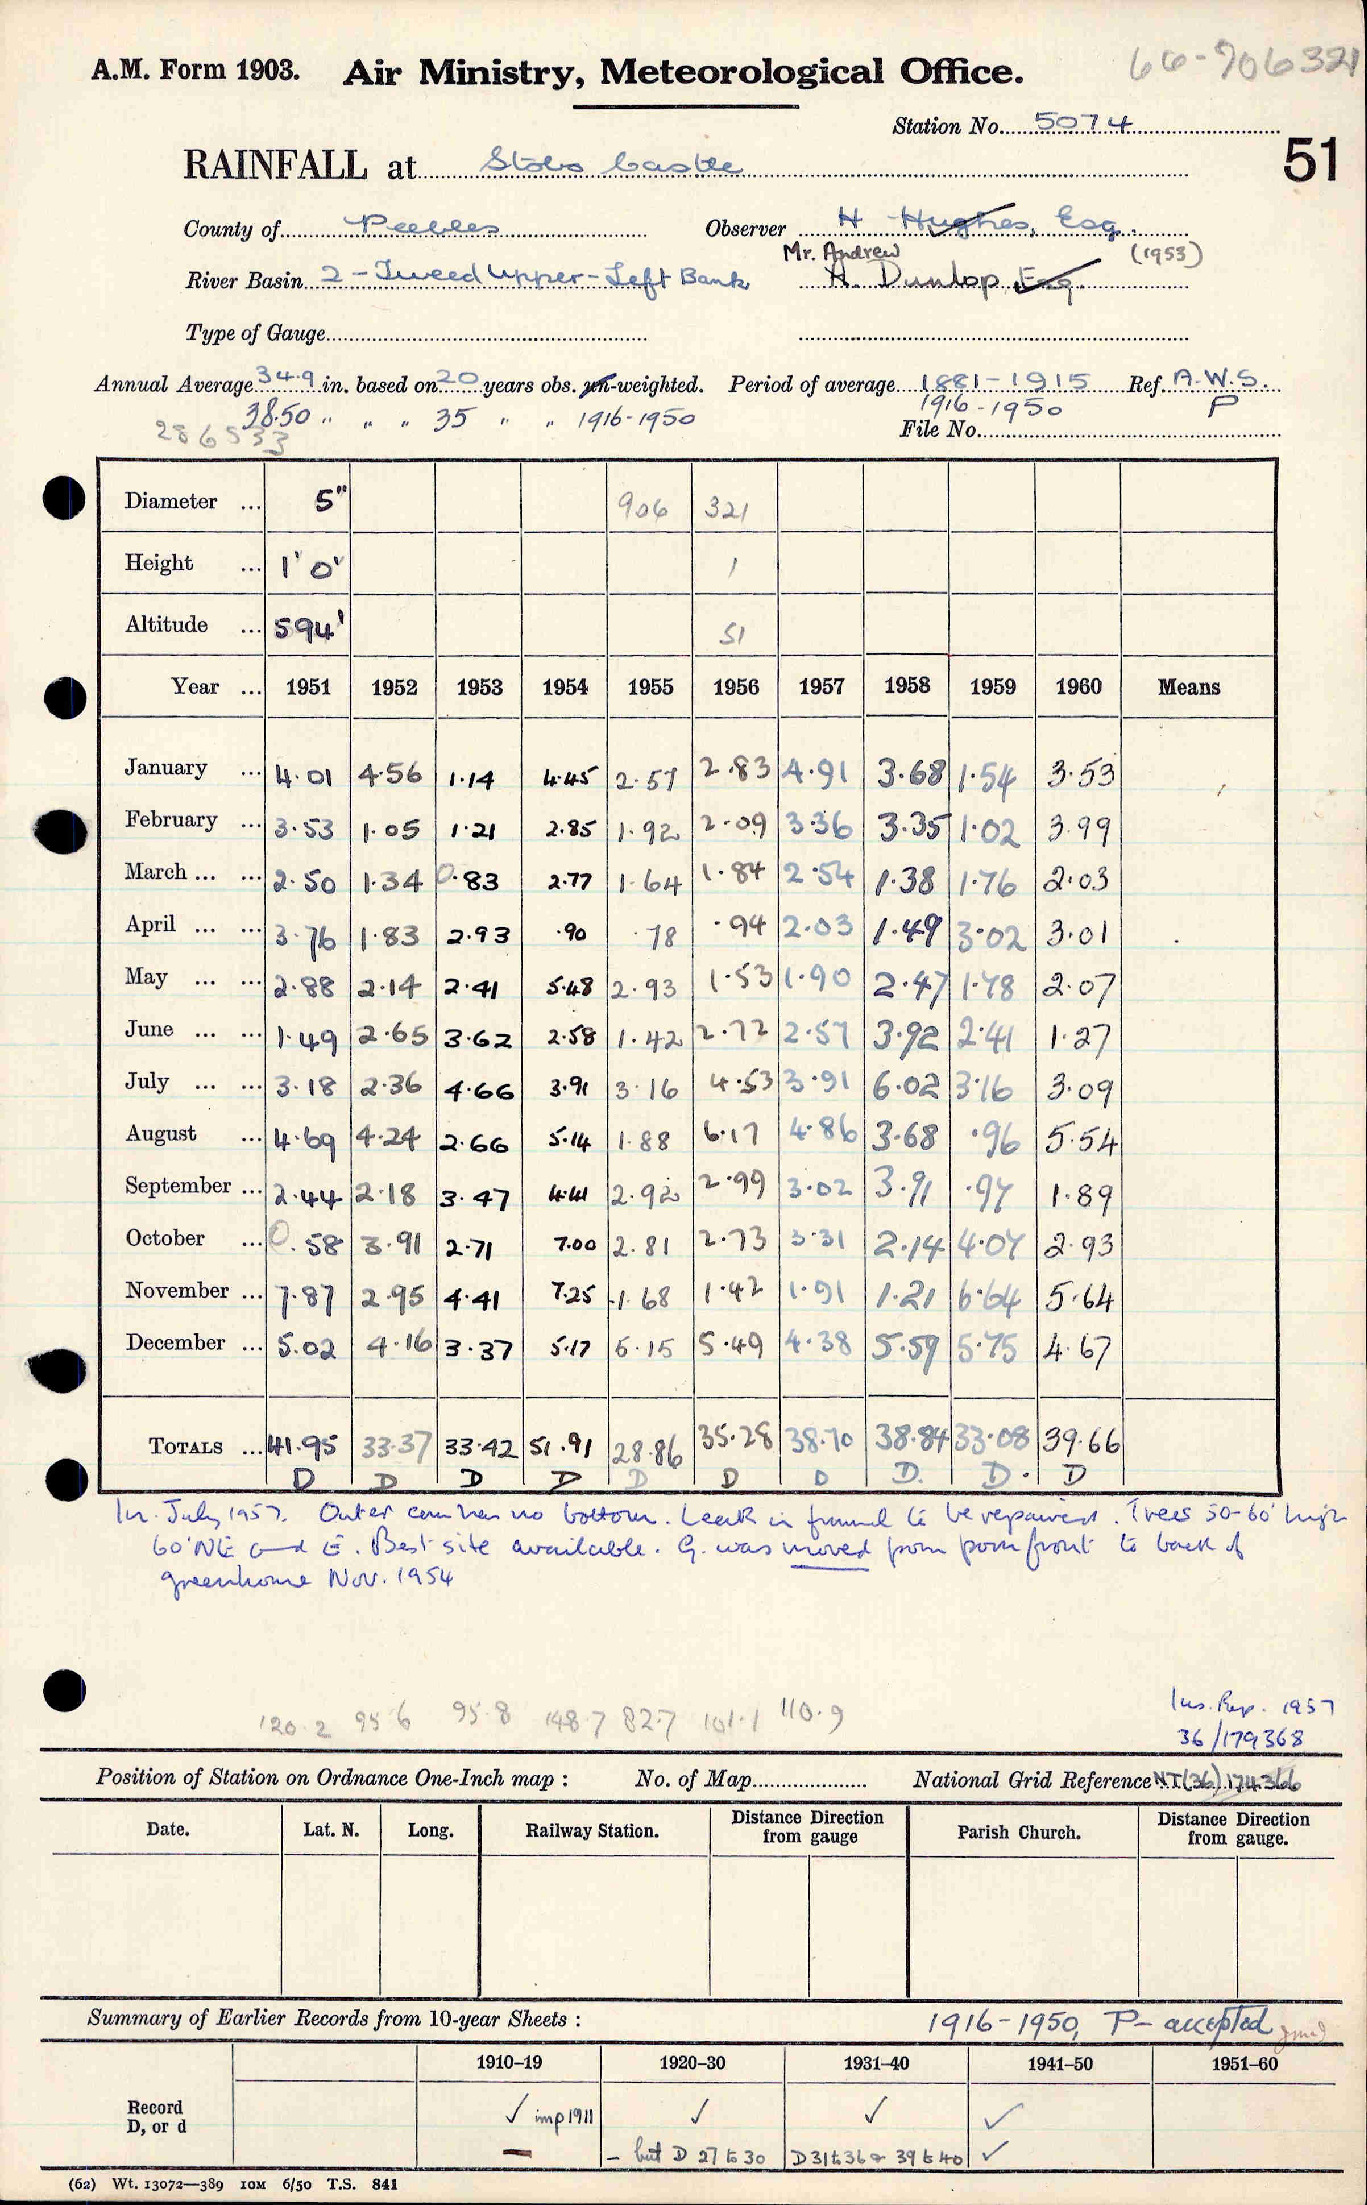 A.M. Form 1903. Air Ministry, Meteorological Office. 66-906321
Station No. 5074
RAINFALL at Stobo Castle 51
County of Peebles Observer H Hughes, Esq.
Mr. Andrew (1953)
River Basin 2 - Tweed Upper - Left Bank A. Dunlop, Esq.
Type of Gauge
Annual Average 34.9 in. based on 20 years obs. un-weighted. Period of average 1881-1915 Ref. A.W.S.
38.50 " " " 35 " " 1916-1950 1916-1950 P
286533 File No.
Diameter ... 5" 906 321
Height ... 1' 0" 1
Altitude ... 594' 51
Year ... 1951 1952 1953 1954 1955 1956 1957 1958 1959 1960 Means
January ... 4.01 4.56 1.14 4.45 2.57 2.83 4.91 3.68 1.54 3.53
February ... 3.53 1.05 1.21 2.85 1.92 2.09 3.36 3.35 1.02 3.99
March ... ... 2.50 1.34 0.83 2.77 1.64 1.84 2.54 1.38 1.76 2.03
April ... ... 3.76 1.83 2.93 .90 .78 .94 2.03 1.49 3.02 3.01
May ... ... 2.88 2.14 2.41 5.48 2.93 1.53 1.90 2.47 1.78 2.07
June ... ... 1.49 2.65 3.62 2.58 1.42 2.72 2.57 3.92 2.41 1.27
July ... ... 3.18 2.36 4.66 3.91 3.16 4.53 3.91 6.02 3.16 3.09
August ... 4.69 4.24 2.66 5.14 1.88 6.17 4.86 3.68 .96 5.54
September ... 2.44 2.18 3.47 4.41 2.92 2.99 3.02 3.91 .97 1.89
October ... 0.58 3.91 2.71 7.00 2.81 2.73 3.31 2.14 4.07 2.93
November ... 7.87 2.95 4.41 7.25 1.68 1.42 1.91 1.21 6.64 5.64
December ... 5.02 4.16 3.37 5.17 5.15 5.49 4.38 5.59 5.75 4.67
TOTALS ... 41.95 33.37 33.42 51.91 28.86 35.28 38.70 38.84 33.08 39.66
D D D D D D D D. D. D
In. July 1957. Outer can has no bottom. Leak in funnel to be repaired. Trees 50-60' high
60' NE and E. Best site available. G. was moved from from front to back of
greenhouse Nov. 1954
120.2 95.6 95.8 148.7 82.7 101.1 110.9
Ins. Rep. 1957
36/179368
Position of Station on Ordnance One-Inch map : No. of Map National Grid Reference NT(36)174366
Date. Lat. N. Long. Railway Station. Distance from gauge Direction Parish Church. Distance from gauge. Direction
Summary of Earlier Records from 10-year Sheets : 1916-1950, P- accepted
1910-19 1920-30 1931-40 1941-50 1951-60
Record ✓ imp 1911 ✓ ✓ ✓
D, or d — - but D 27 to 30 D 31 to 36 & 39 to 40 ✓
(62) Wt. 13072—389 10M 6/50 T.S. 841